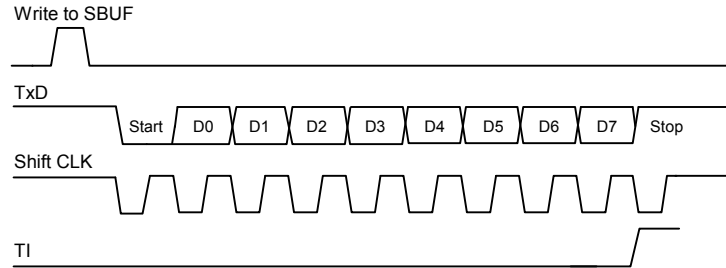 Write to SBUF
TxD
Start D0 D1 D2 D3 D4 D5 D6 D7 Stop
Shift CLK
TI